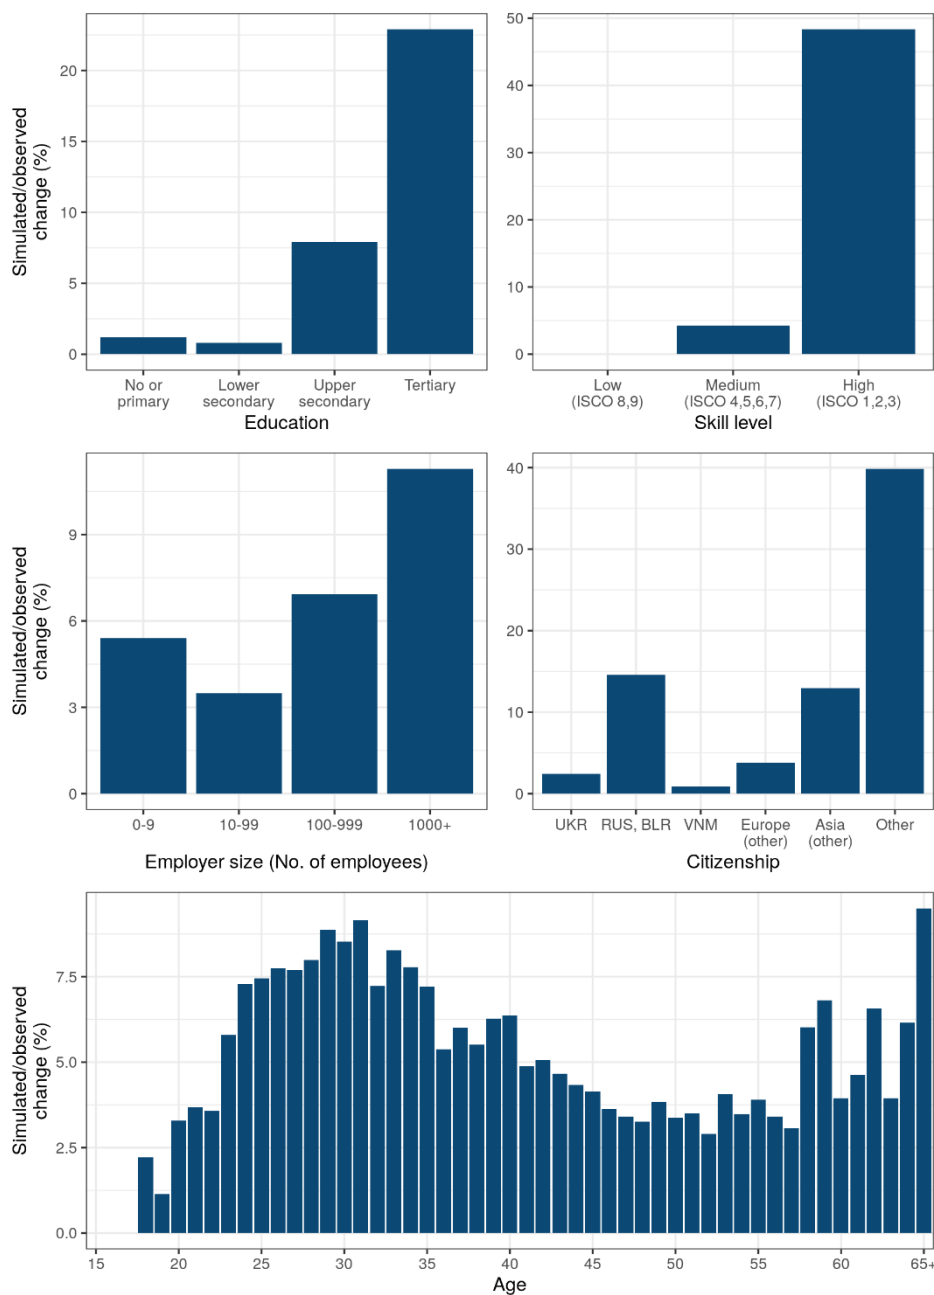 Simulated/observed
change (%)
20
15
10
5
0
No or
primary
Lower
secondary
Upper
secondary
Tertiary
Education
50
40
30
20
10
0
Low
(ISCO 8,9)
Medium
(ISCO 4,5,6,7)
High
(ISCO 1,2,3)
Skill level
Simulated/observed
change (%)
9
6
3
0
0-9
10-99
100-999
1000+
Employer size (No. of employees)
40
30
20
10
0
UKR
RUS, BLR
VNM
Europe
(other)
Asia
(other)
Other
Citizenship
Simulated/observed
change (%)
7.5
5.0
2.5
0.0
15
20
25
30
35
40
45
50
55
60
65+
Age